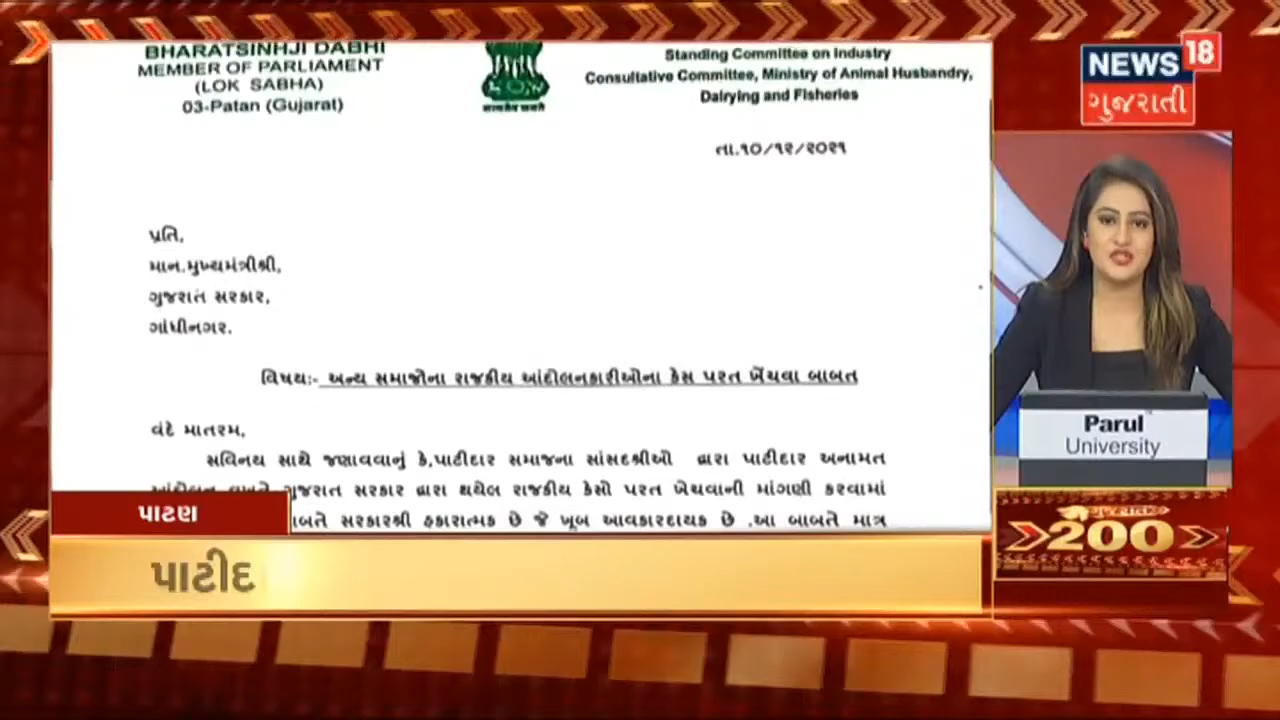 BHARATSINHJI DABHI
MEMBER OF PARLIAMENT
(LOK SABHA)
03-Patan (Gujarat)
Standing Committee on Industry
Consultative Committee, Ministry of Animal Husbandry,
Dairying and Fisheries
તા.૧૦/૧૨/૨૦૨૧
પ્રતિ,
માન.મુખ્યમંત્રીશ્રી,
ગુજરાત સરકાર,
ગાંધીનગર.
વિષય:- અન્ય સમાજોના રાજકીય આંદોલનકારીઓના કેસ પરત ખેંચવા બાબત
વંદે માતરમ,
સવિનય સાથે જણાવવાનું કે,પાટીદાર સમાજના સાંસદશ્રીઓ દ્વારા પાટીદાર અનામત
ગુજરાત સરકાર દ્વારા થયેલ રાજકીય કેસો પરત ખેચવાની માંગણી કરવામાં
સરકારશ્રી હકારાત્મક છે જે ખૂબ આવકારદાયક છે .આ બાબતે માત્ર
પાટણ
પાટીદ
NEWS 18
ગુજરાતી
Parul
University
200